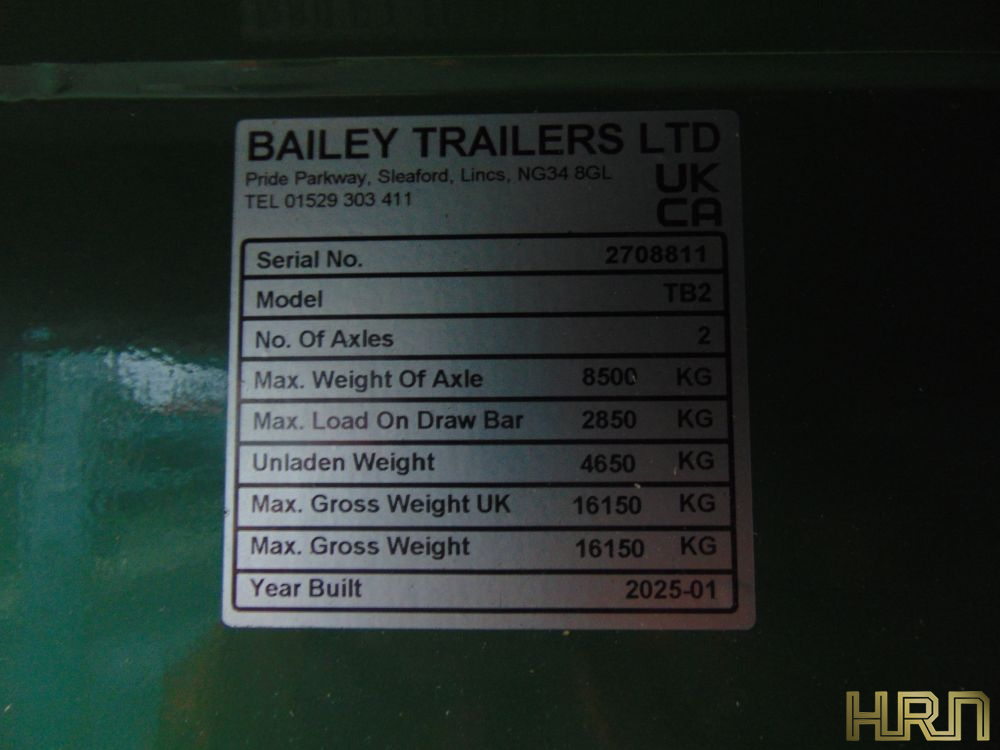 BAILEY TRAILERS LTD
Pride Parkway, Sleaford, Lincs, NG34 8GL
TEL 01529 303 411
UK
CA
Serial No. 2708811
Model TB2
No. Of Axles 2
Max. Weight Of Axle 8500 KG
Max. Load On Draw Bar 2850 KG
Unladen Weight 4650 KG
Max. Gross Weight UK 16150 KG
Max. Gross Weight 16150 KG
Year Built 2025-01
HRN